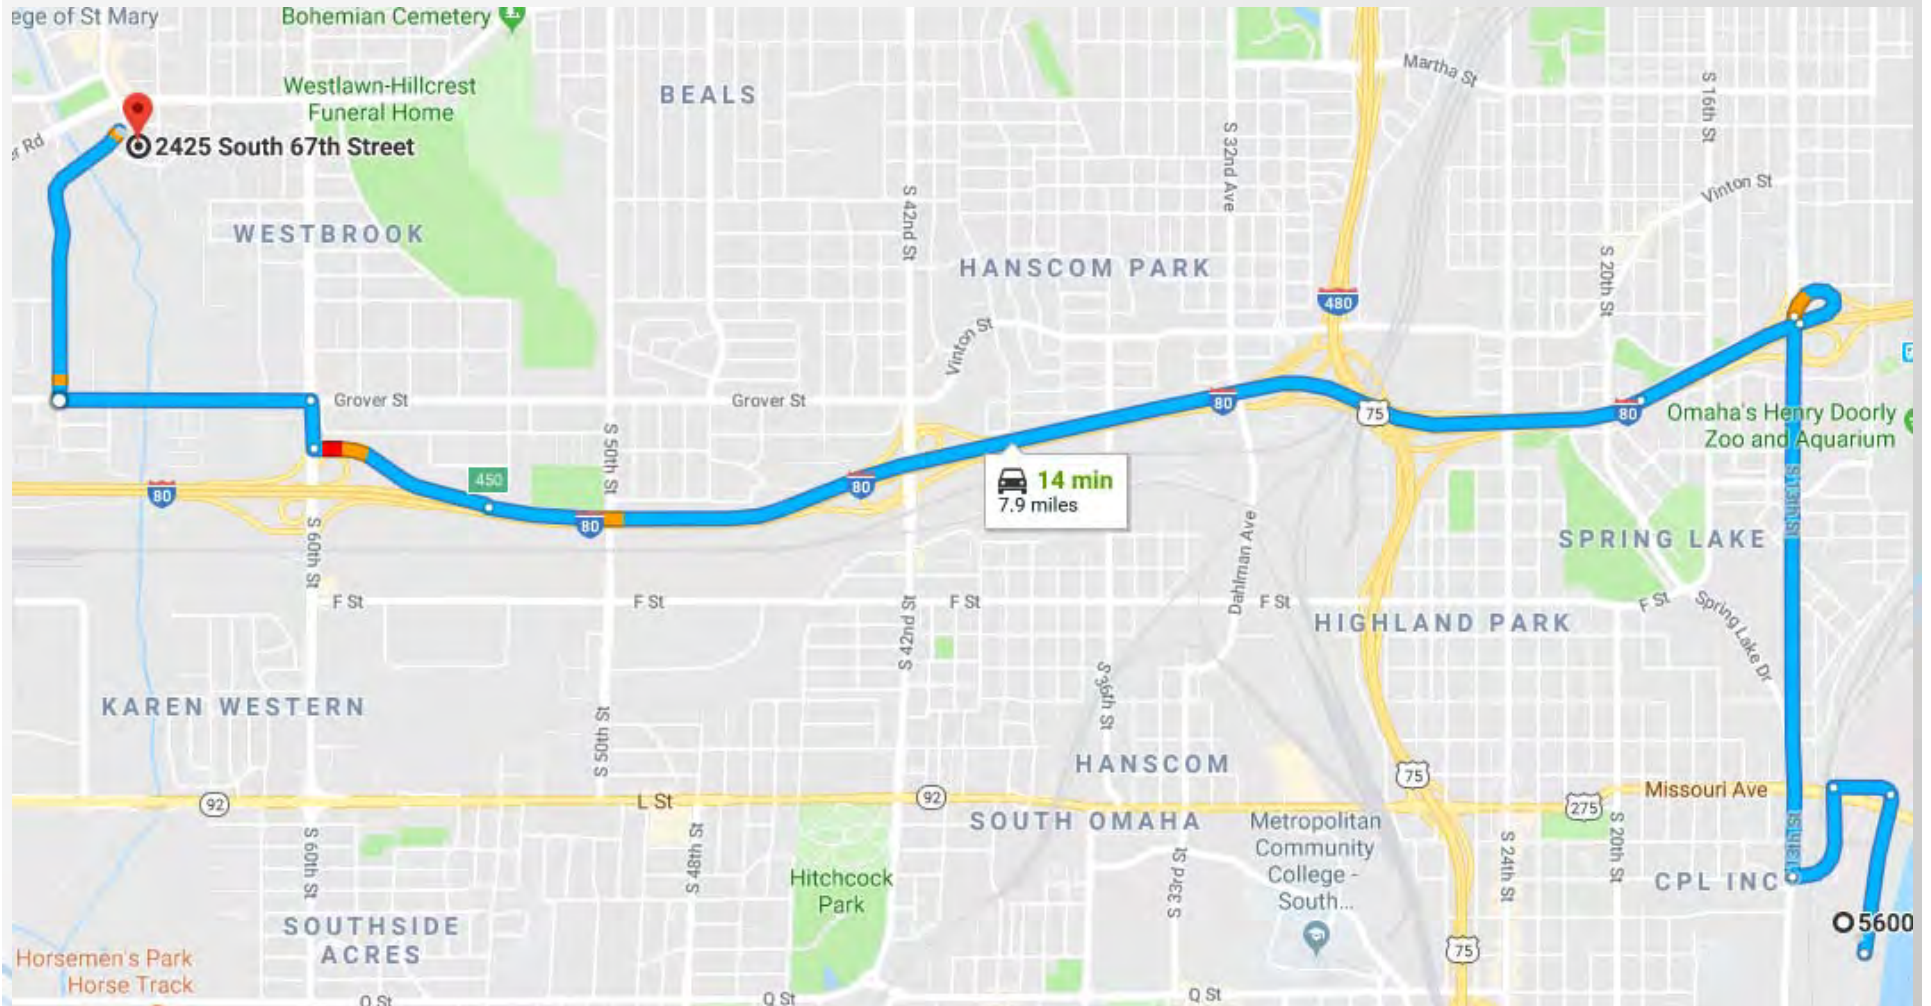 ege of St Mary
Bohemian Cemetery
Westlawn-Hillcrest
Funeral Home
BEALS
Martha St
S 16th St
er Rd
2425 South 67th Street
S 32nd Ave
Vinton St
WESTBROOK
S 42nd St
HANSCOM PARK
S 20th St
480
Vinton St
Grover St
Grover St
80
75
80
Omaha's Henry Doorly
Zoo and Aquarium
S 50th St
450
80
80
80
14 min
7.9 miles
S 13th St
S 60th St
Dahlman Ave
SPRING LAKE
F St
F St
F St
F St
F St
S 42nd St
Spring Lake Dr
HIGHLAND PARK
S 36th St
KAREN WESTERN
S 50th St
HANSCOM
75
92
L St
92
275
Missouri Ave
SOUTH OMAHA
S 60th St
S 48th St
Metropolitan
Community
College -
South...
S 33rd St
S 24th St
S 20th St
S 13th St
CPL INC
Hitchcock
Park
5600
SOUTHSIDE
ACRES
75
Horsemen's Park
Horse Track
Q St
Q St
Q St